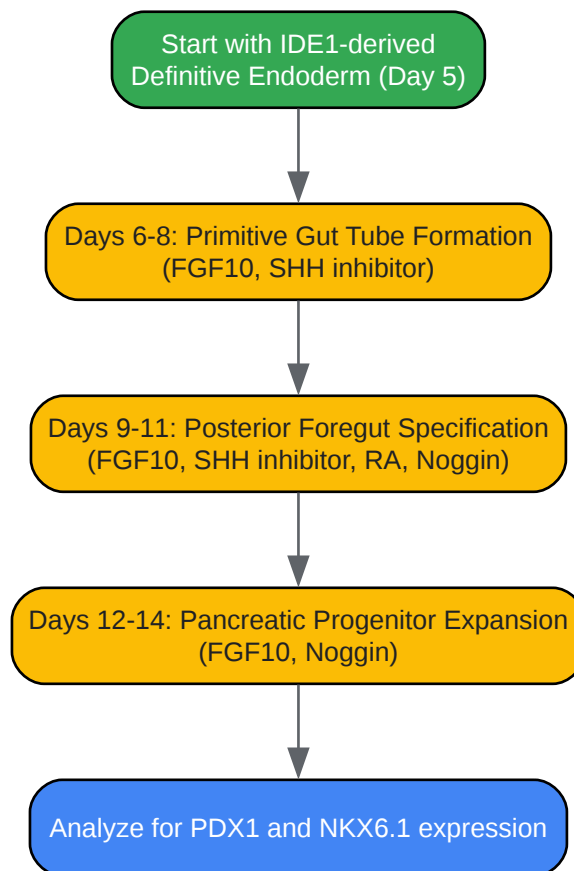 Start with IDE1-derived
Definitive Endoderm (Day 5)
Days 6-8: Primitive Gut Tube Formation
(FGF10, SHH inhibitor)
Days 9-11: Posterior Foregut Specification
(FGF10, SHH inhibitor, RA, Noggin)
Days 12-14: Pancreatic Progenitor Expansion
(FGF10, Noggin)
Analyze for PDX1 and NKX6.1 expression